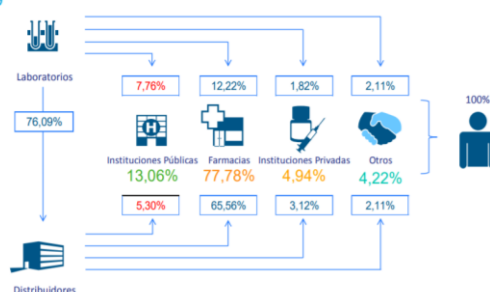 Laboratorios
7,76%
12,22%
1,82%
2,11%
100%
76,09%
H
Instituciones Públicas
Farmacias
Instituciones Privadas
Otros
13,06%
77,78%
4,94%
4,22%
5,30%
65,56%
3,12%
2,11%
Distribuidores